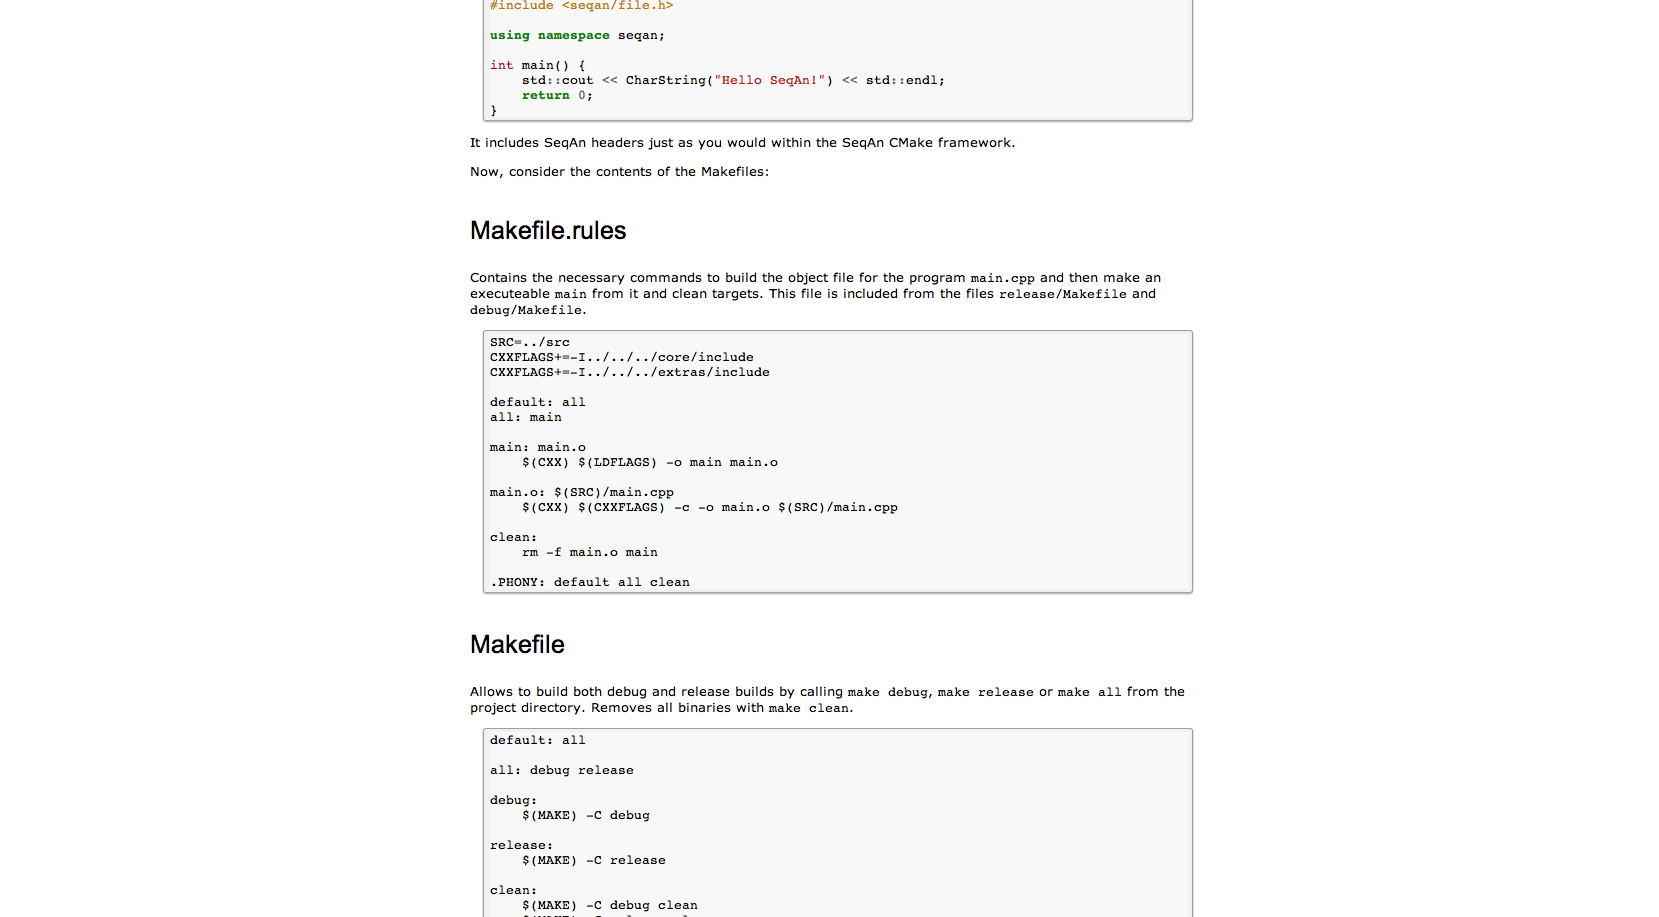 #include <seqan/file.h>
using namespace seqan;
int main() {
    std::cout << CharString("Hello SeqAn!") << std::endl;
    return 0;
}
It includes SeqAn headers just as you would within the SeqAn CMake framework.
Now, consider the contents of the Makefiles:
Makefile.rules
Contains the necessary commands to build the object file for the program main.cpp and then make an
executeable main from it and clean targets. This file is included from the files release/Makefile and
debug/Makefile.
SRC=../src
CXXFLAGS+=-I../../../core/include
CXXFLAGS+=-I../../../extras/include
default: all
all: main
main: main.o
    $(CXX) $(LDFLAGS) -o main main.o
main.o: $(SRC)/main.cpp
    $(CXX) $(CXXFLAGS) -c -o main.o $(SRC)/main.cpp
clean:
    rm -f main.o main
.PHONY: default all clean
Makefile
Allows to build both debug and release builds by calling make debug, make release or make all from the
project directory. Removes all binaries with make clean.
default: all
all: debug release
debug:
    $(MAKE) -C debug
release:
    $(MAKE) -C release
clean:
    $(MAKE) -C debug clean